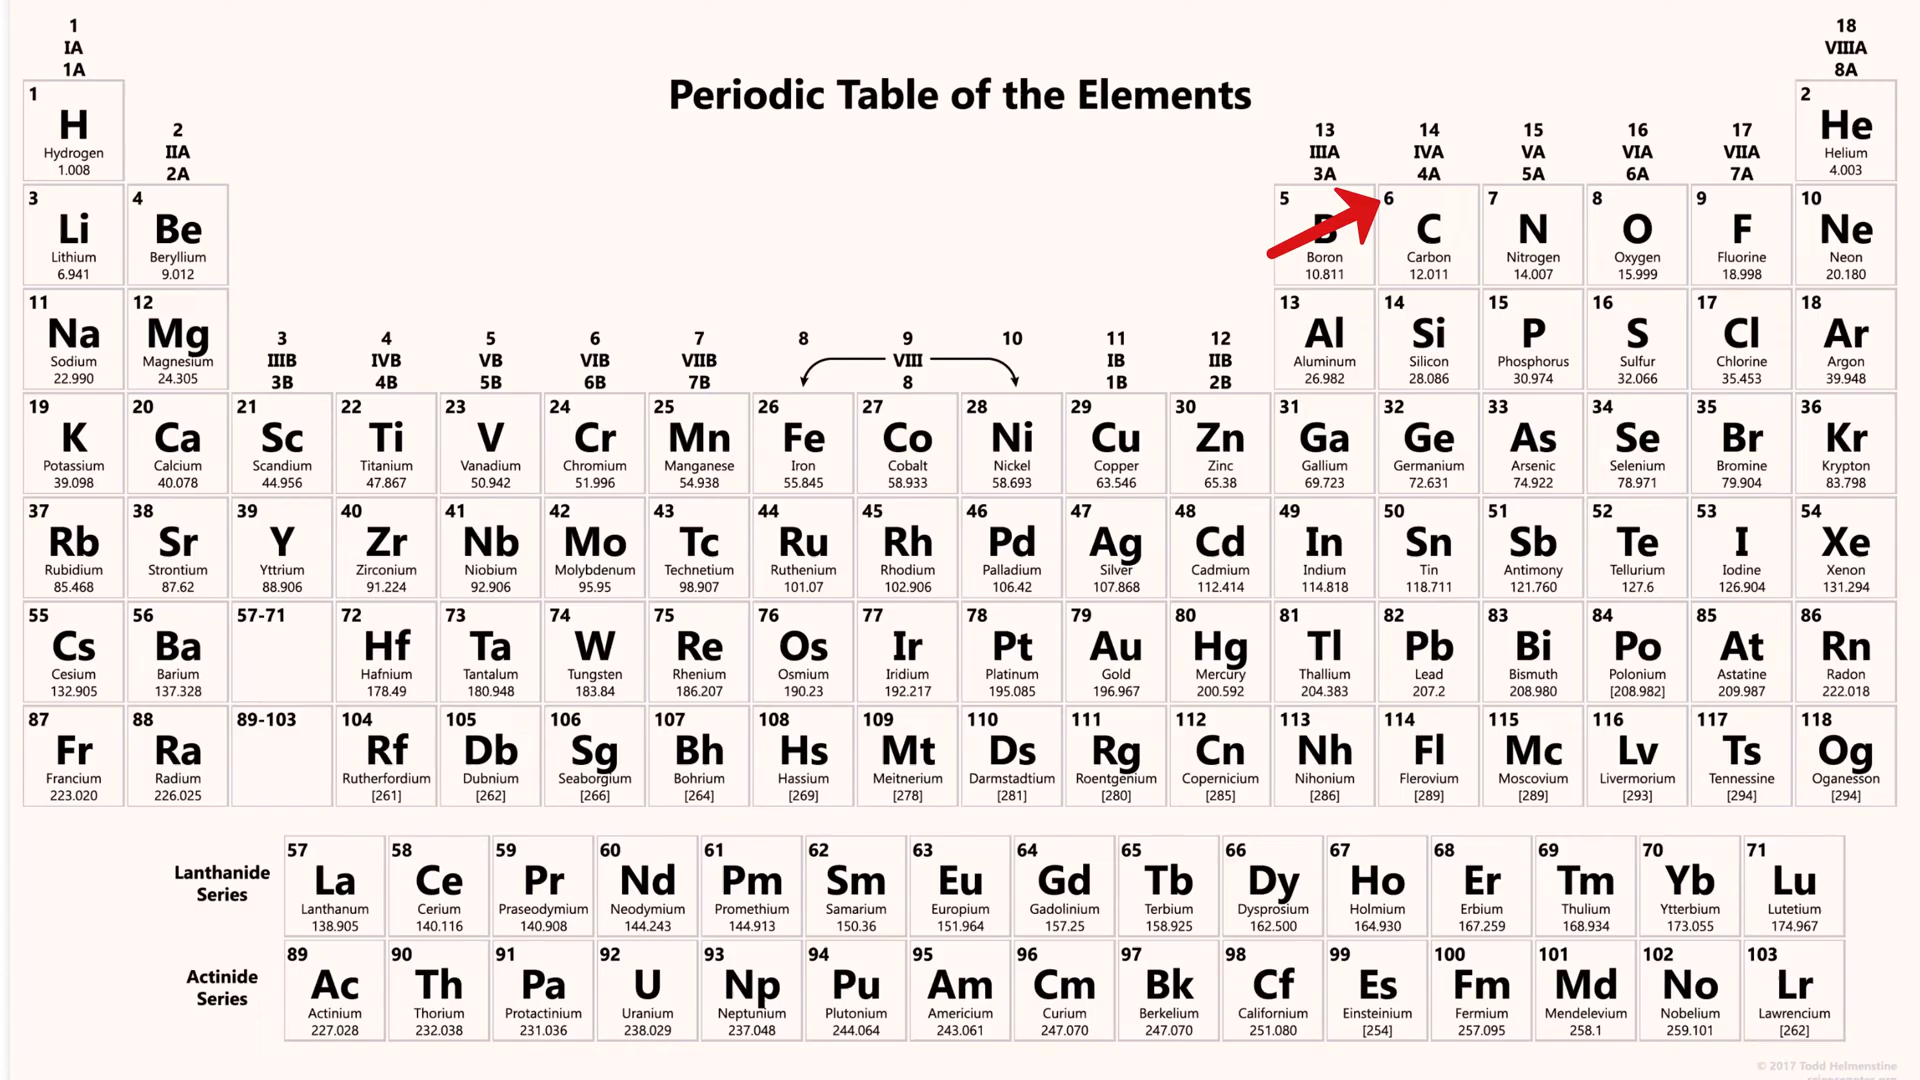 1 18
IA VIIIA
1A 8A
Periodic Table of the Elements
1 2
H He
Hydrogen Helium
1.008 4.003
2 13 14 15 16 17
IIA IIIA IVA VA VIA VIIA
2A 3A 4A 5A 6A 7A
3 4 5 6 7 8 9 10
Li Be B C N O F Ne
Lithium Beryllium Boron Carbon Nitrogen Oxygen Fluorine Neon
6.941 9.012 10.811 12.011 14.007 15.999 18.998 20.180
11 12 13 14 15 16 17 18
Na Mg Al Si P S Cl Ar
Sodium Magnesium Aluminum Silicon Phosphorus Sulfur Chlorine Argon
22.990 24.305 26.982 28.086 30.974 32.066 35.453 39.948
3 4 5 6 7 8 9 10 11 12
IIIB IVB VB VIB VIIB VIII IB IIB
3B 4B 5B 6B 7B 8 1B 2B
19 20 21 22 23 24 25 26 27 28 29 30 31 32 33 34 35 36
K Ca Sc Ti V Cr Mn Fe Co Ni Cu Zn Ga Ge As Se Br Kr
Potassium Calcium Scandium Titanium Vanadium Chromium Manganese Iron Cobalt Nickel Copper Zinc Gallium Germanium Arsenic Selenium Bromine Krypton
39.098 40.078 44.956 47.867 50.942 51.996 54.938 55.845 58.933 58.693 63.546 65.38 69.723 72.631 74.922 78.971 79.904 83.798
37 38 39 40 41 42 43 44 45 46 47 48 49 50 51 52 53 54
Rb Sr Y Zr Nb Mo Tc Ru Rh Pd Ag Cd In Sn Sb Te I Xe
Rubidium Strontium Yttrium Zirconium Niobium Molybdenum Technetium Ruthenium Rhodium Palladium Silver Cadmium Indium Tin Antimony Tellurium Iodine Xenon
85.468 87.62 88.906 91.224 92.906 95.95 98.907 101.07 102.906 106.42 107.868 112.414 114.818 118.711 121.760 127.6 126.904 131.294
55 56 57-71 72 73 74 75 76 77 78 79 80 81 82 83 84 85 86
Cs Ba Hf Ta W Re Os Ir Pt Au Hg Tl Pb Bi Po At Rn
Cesium Barium Hafnium Tantalum Tungsten Rhenium Osmium Iridium Platinum Gold Mercury Thallium Lead Bismuth Polonium Astatine Radon
132.905 137.328 178.49 180.948 183.84 186.207 190.23 192.217 195.085 196.967 200.592 204.383 207.2 208.980 [208.982] 209.987 222.018
87 88 89-103 104 105 106 107 108 109 110 111 112 113 114 115 116 117 118
Fr Ra Rf Db Sg Bh Hs Mt Ds Rg Cn Nh Fl Mc Lv Ts Og
Francium Radium Rutherfordium Dubnium Seaborgium Bohrium Hassium Meitnerium Darmstadtium Roentgenium Copernicium Nihonium Flerovium Moscovium Livermorium Tennessine Oganesson
223.020 226.025 [261] [262] [266] [264] [269] [278] [281] [280] [285] [286] [289] [289] [293] [294] [294]
Lanthanide
Series
57 58 59 60 61 62 63 64 65 66 67 68 69 70 71
La Ce Pr Nd Pm Sm Eu Gd Tb Dy Ho Er Tm Yb Lu
Lanthanum Cerium Praseodymium Neodymium Promethium Samarium Europium Gadolinium Terbium Dysprosium Holmium Erbium Thulium Ytterbium Lutetium
138.905 140.116 140.908 144.243 144.913 150.36 151.964 157.25 158.925 162.500 164.930 167.259 168.934 173.055 174.967
Actinide
Series
89 90 91 92 93 94 95 96 97 98 99 100 101 102 103
Ac Th Pa U Np Pu Am Cm Bk Cf Es Fm Md No Lr
Actinium Thorium Protactinium Uranium Neptunium Plutonium Americium Curium Berkelium Californium Einsteinium Fermium Mendelevium Nobelium Lawrencium
227.028 232.038 231.036 238.029 237.048 244.064 243.061 247.070 247.070 251.080 [254] 257.095 258.1 259.101 [262]
© 2017 Todd Helmenstine